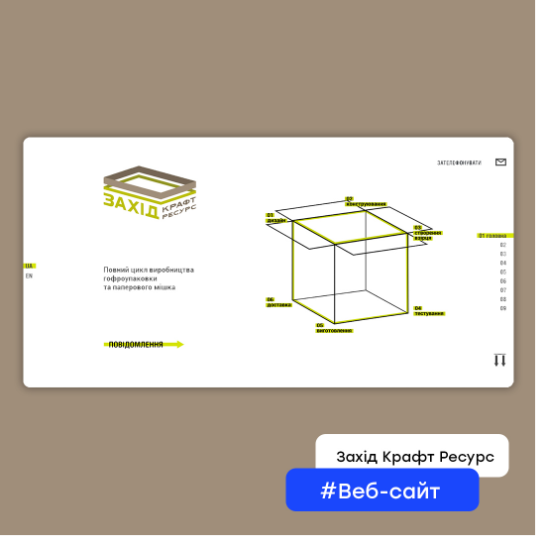 ЗАТЕЛЕФОНУВАТИ
ЗАХІД
КРАФТ
РЕСУРС
02
конструювання
01
дизайн
03
створення
взірця
01 головна
02
03
04
05
06
07
08
09
UA
EN
Повний цикл виробництва
гофроупаковки
та паперового мішка
06
доставка
04
тестування
05
виготовлення
ПОВІДОМЛЕННЯ
Захід Крафт Ресурс
#Веб-сайт